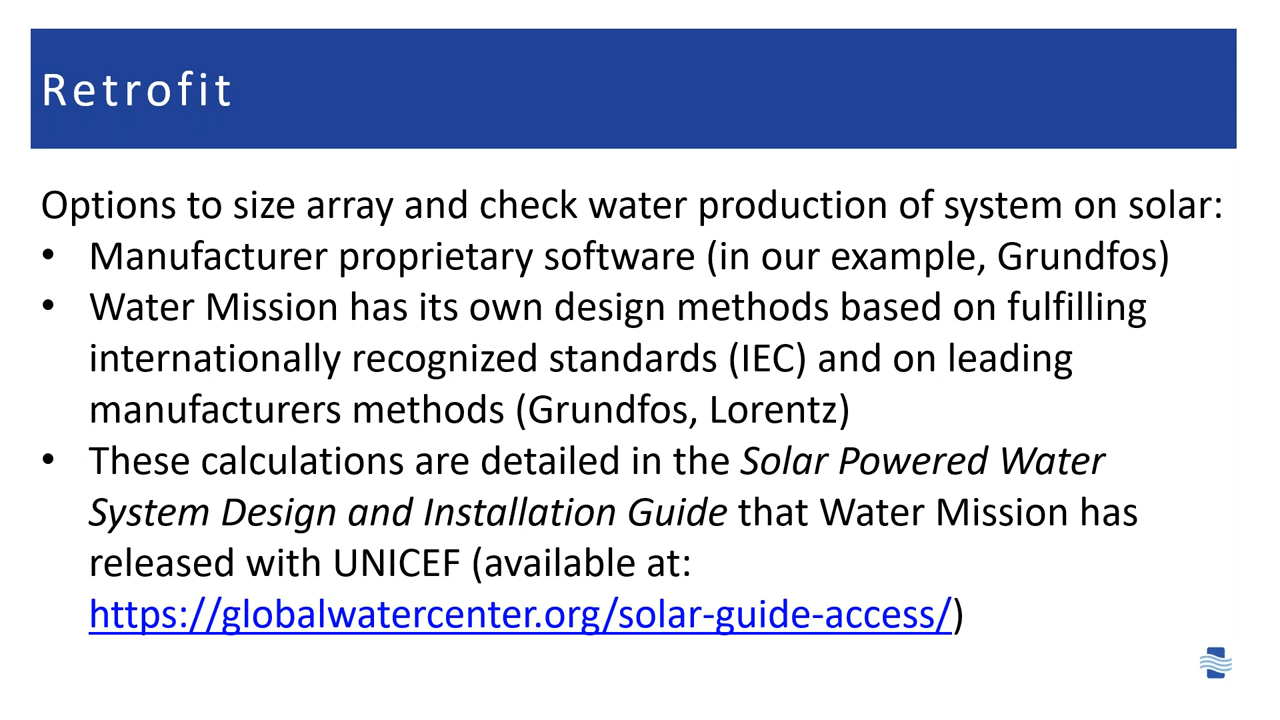 Retrofit
Options to size array and check water production of system on solar:
• Manufacturer proprietary software (in our example, Grundfos)
• Water Mission has its own design methods based on fulfilling
internationally recognized standards (IEC) and on leading
manufacturers methods (Grundfos, Lorentz)
• These calculations are detailed in the Solar Powered Water
System Design and Installation Guide that Water Mission has
released with UNICEF (available at:
https://globalwatercenter.org/solar-guide-access/)